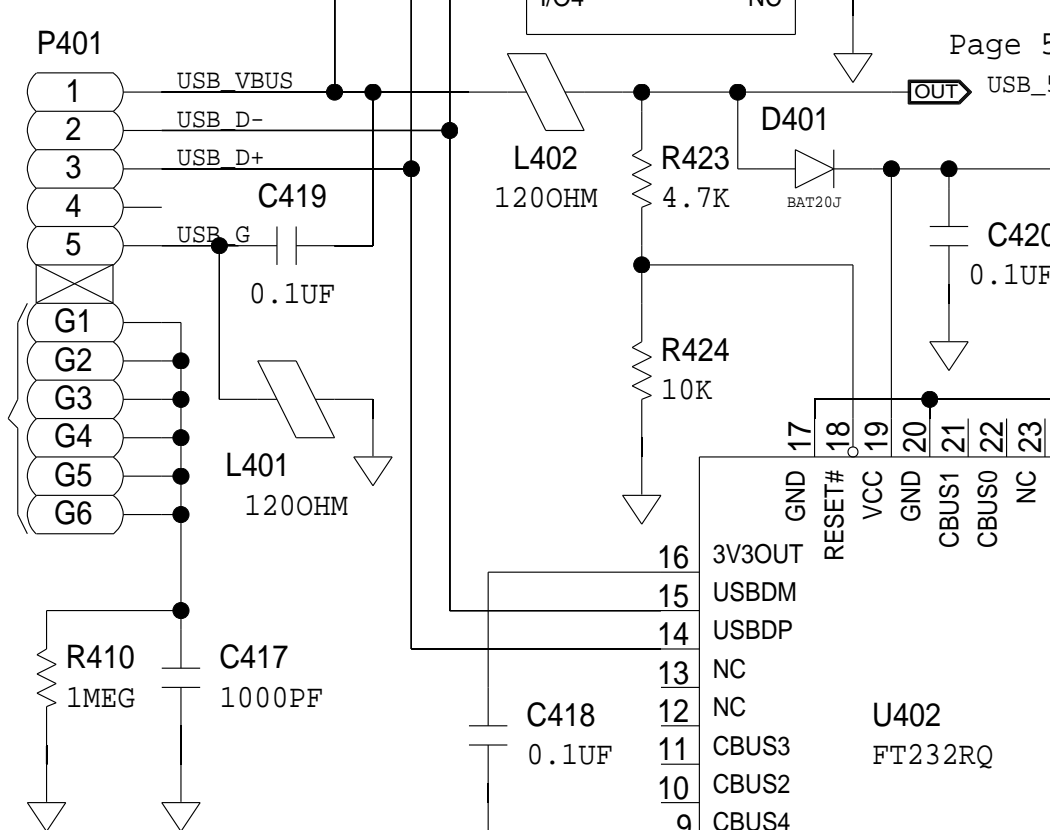 I/O4
NC
P401
Page 5
1
USB_VBUS
OUT
USB_5
2
USB_D-
D401
3
USB_D+
L402
R423
120OHM
4.7K
BAT20J
4
C419
5
USB_G
C420
0.1UF
0.1UF
G1
G2
R424
10K
G3
G4
17
18
19
20
21
22
23
G5
L401
120OHM
G6
GND
RESET#
VCC
GND
CBUS1
CBUS0
NC
16
3V3OUT
15
USBDM
14
USBDP
R410
C417
13
NC
1MEG
1000PF
12
NC
C418
U402
0.1UF
11
CBUS3
FT232RQ
10
CBUS2
9
CBUS4